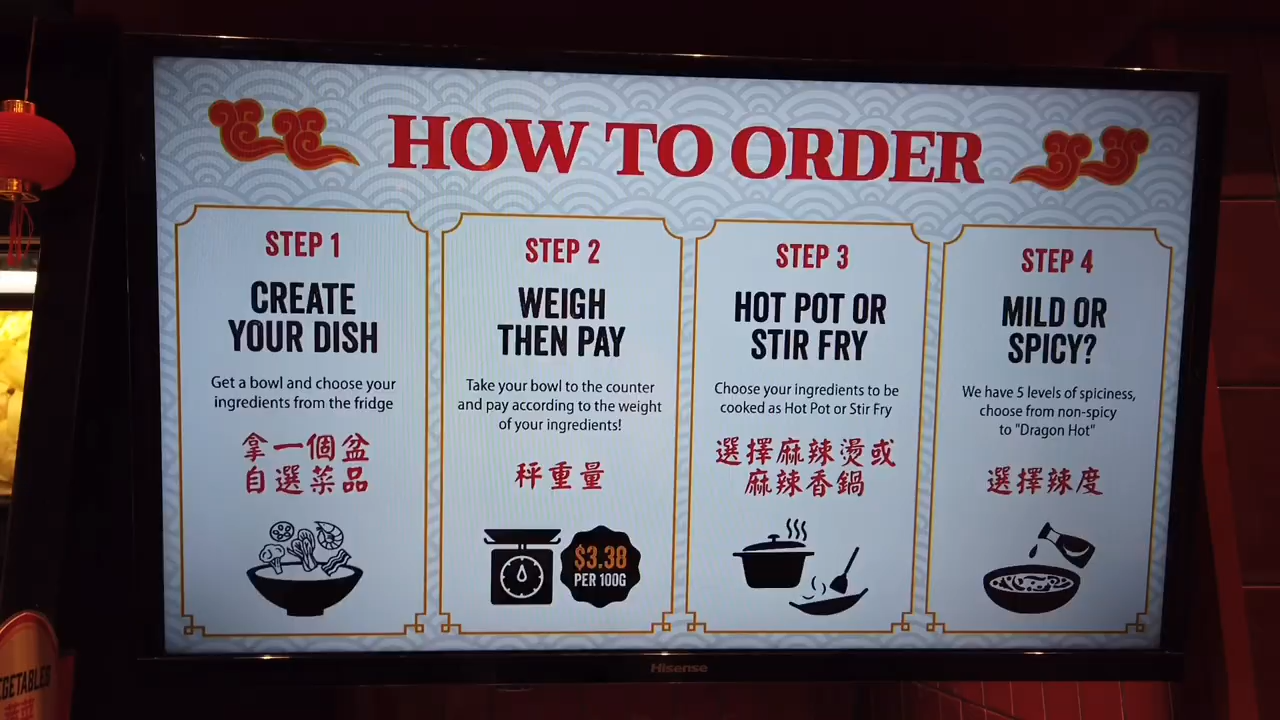 HOW TO ORDER
STEP 1
CREATE
YOUR DISH
Get a bowl and choose your
ingredients from the fridge
拿一個盆
自選菜品
STEP 2
WEIGH
THEN PAY
Take your bowl to the counter
and pay according to the weight
of your ingredients!
秤重量
$3.38
PER 100G
STEP 3
HOT POT OR
STIR FRY
Choose your ingredients to be
cooked as Hot Pot or Stir Fry
選擇麻辣燙或
麻辣香鍋
STEP 4
MILD OR
SPICY?
We have 5 levels of spiciness,
choose from non-spicy
to "Dragon Hot"
選擇辣度
Hisense
EGETABLES